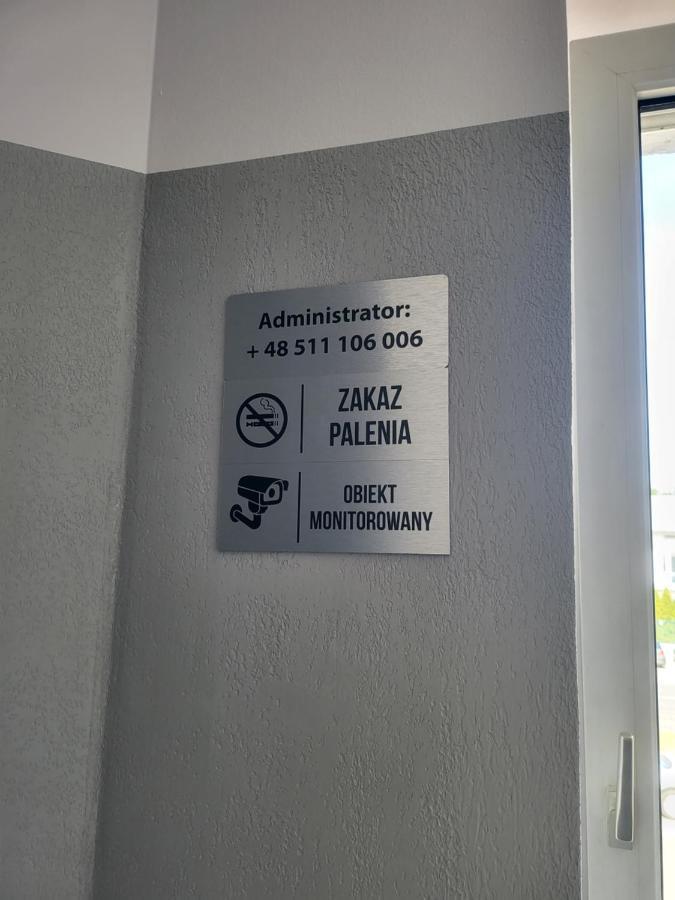 Administrator:
+ 48 511 106 006
ZAKAZ
PALENIA
OBIEKT
MONITOROWANY